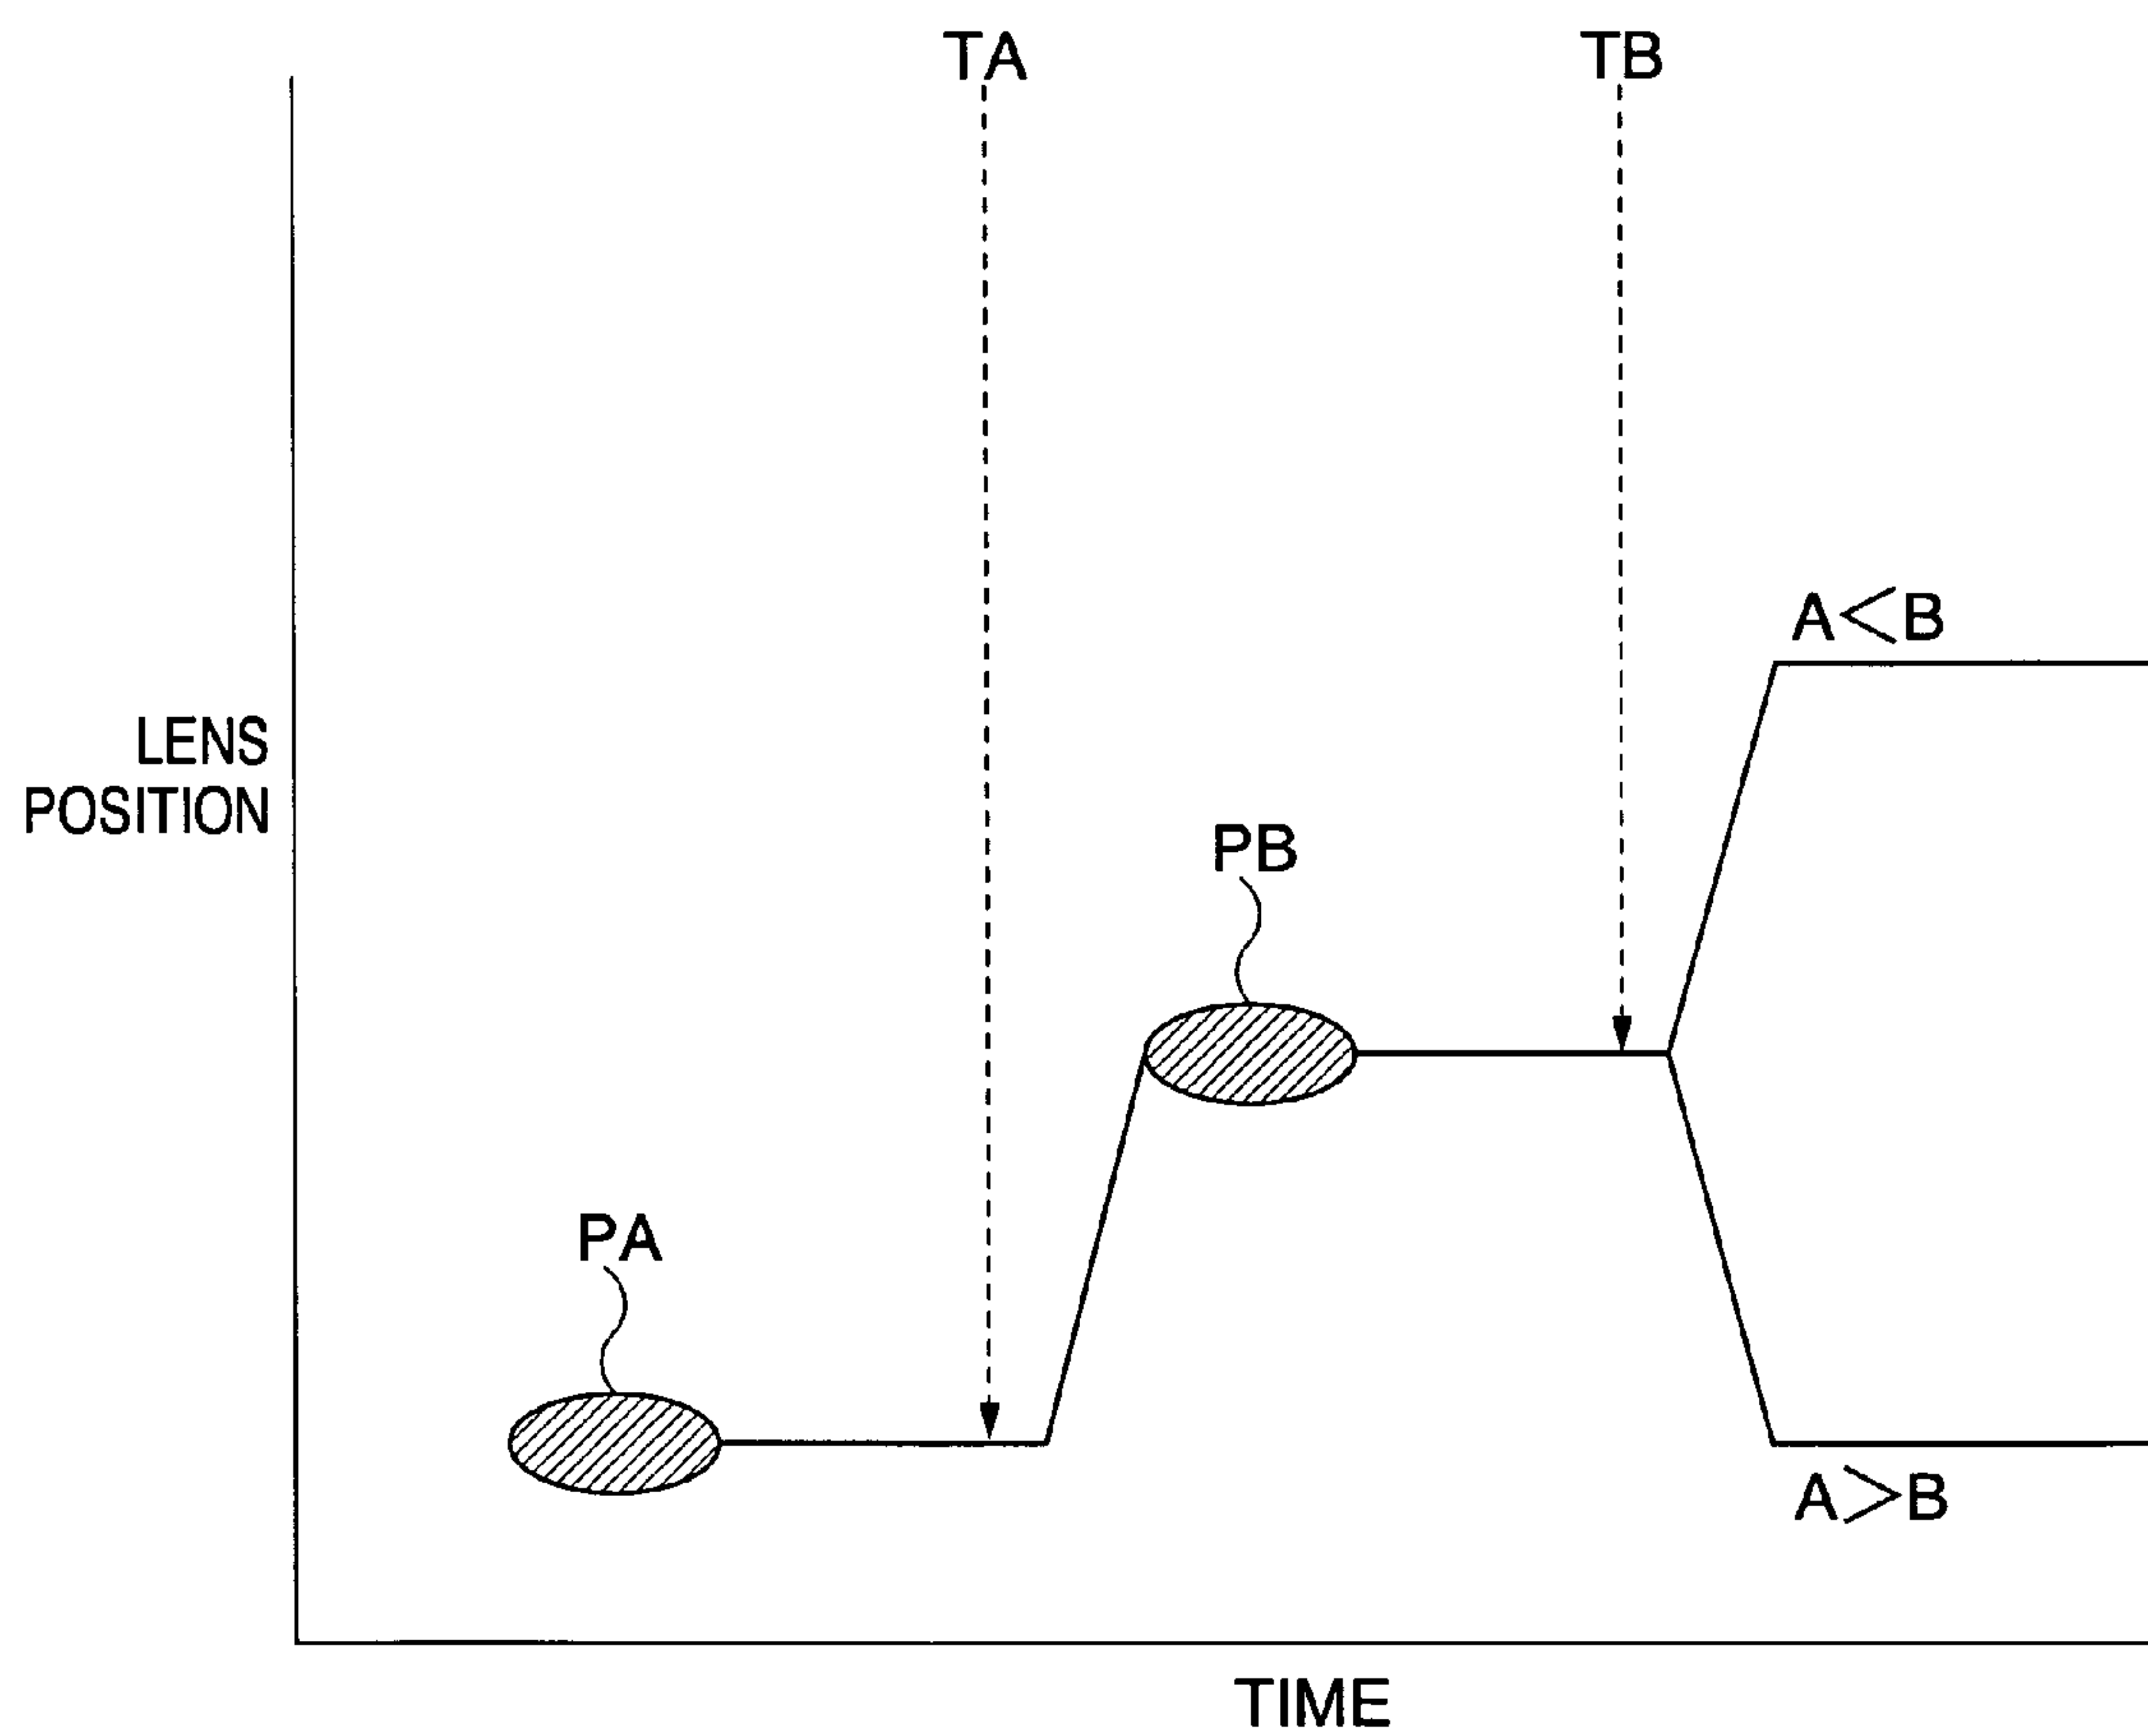 TA
TB
A<B
LENS
POSITION
PB
PA
A>B
TIME